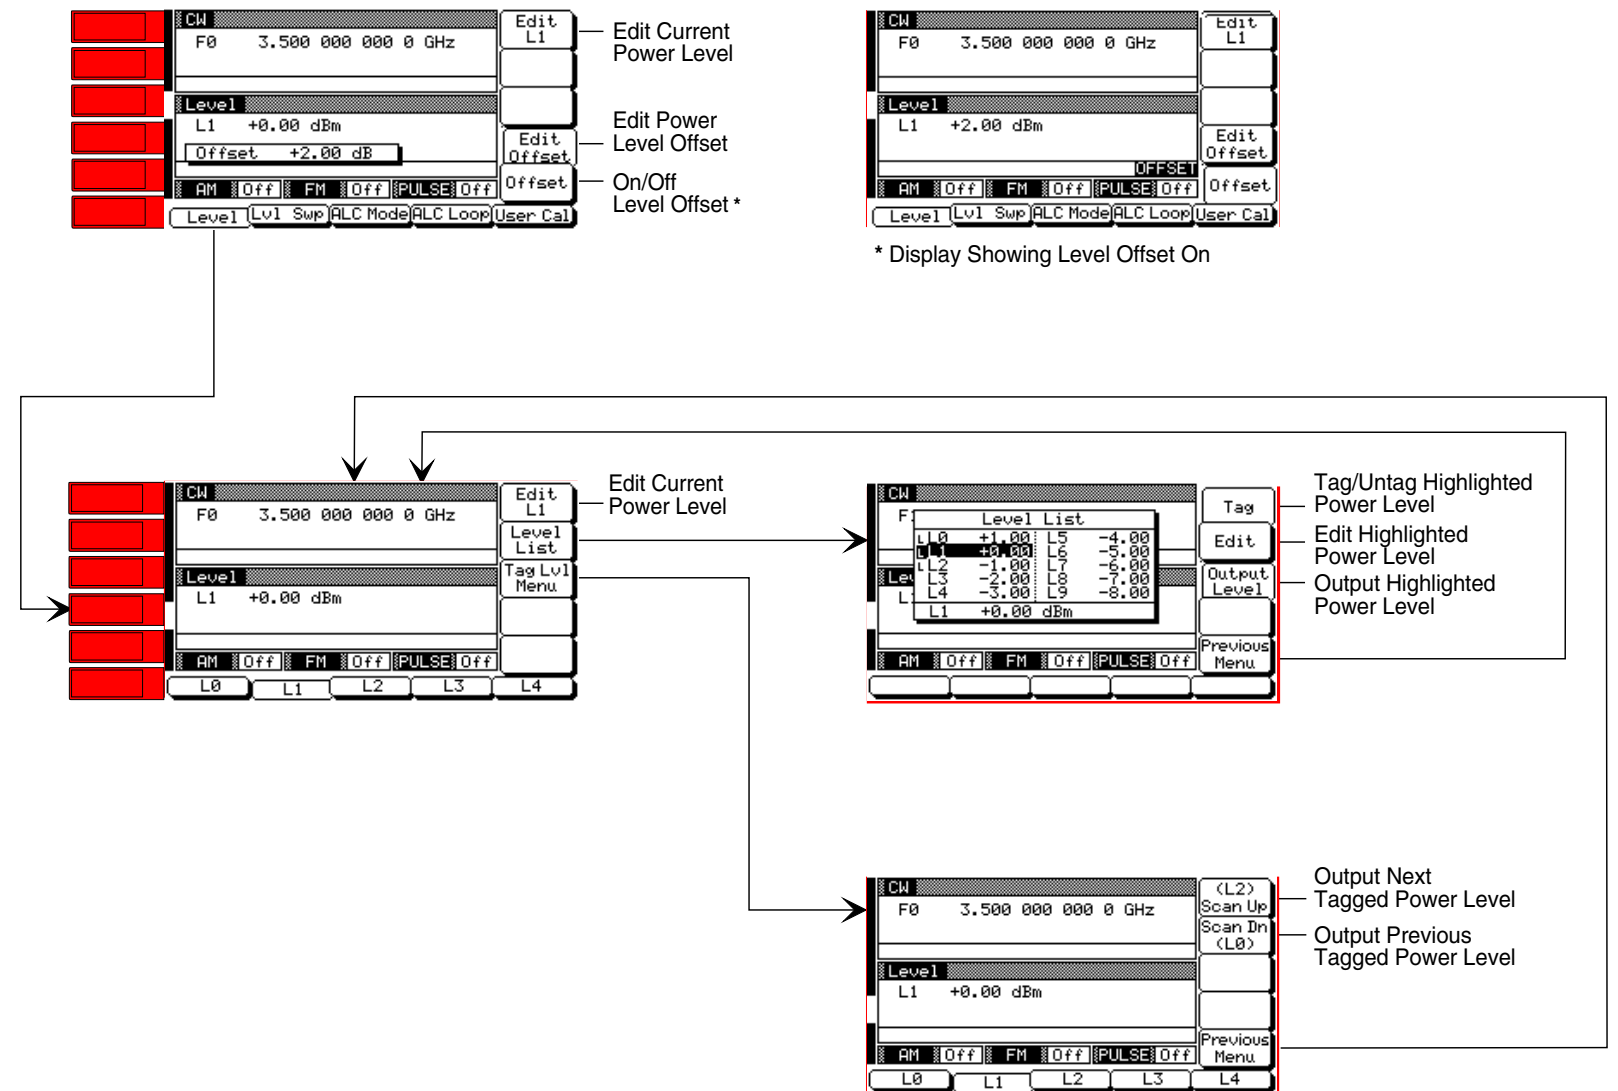 CW
F0 3.500 000 000 0 GHz
Level
L1 +0.00 dBm
Offset +2.00 dB
AM Off FM Off PULSE Off
Level Lvl Swp ALC Mode ALC Loop User Cal
Edit
L1
Edit
Offset
Offset
Edit Current
Power Level
Edit Power
Level Offset
On/Off
Level Offset *
CW
F0 3.500 000 000 0 GHz
Level
L1 +2.00 dBm
OFFSET
AM Off FM Off PULSE Off
Level Lvl Swp ALC Mode ALC Loop User Cal
Edit
L1
Edit
Offset
Offset
* Display Showing Level Offset On
CW
F0 3.500 000 000 0 GHz
Level
L1 +0.00 dBm
AM Off FM Off PULSE Off
L0 L1 L2 L3 L4
Edit
L1
Level
List
Tag Lvl
Menu
Edit Current
Power Level
CW
Level List
L L0 +1.00 L5 -4.00
L L1 +0.00 L6 -5.00
L L2 -1.00 L7 -6.00
L3 -2.00 L8 -7.00
L4 -3.00 L9 -8.00
L1 +0.00 dBm
AM Off FM Off PULSE Off
Tag
Edit
Output
Level
Previous
Menu
Tag/Untag Highlighted
Power Level
Edit Highlighted
Power Level
Output Highlighted
Power Level
CW
F0 3.500 000 000 0 GHz
Level
L1 +0.00 dBm
AM Off FM Off PULSE Off
L0 L1 L2 L3 L4
(L2)
Scan Up
Scan Dn
(L0)
Previous
Menu
Output Next
Tagged Power Level
Output Previous
Tagged Power Level